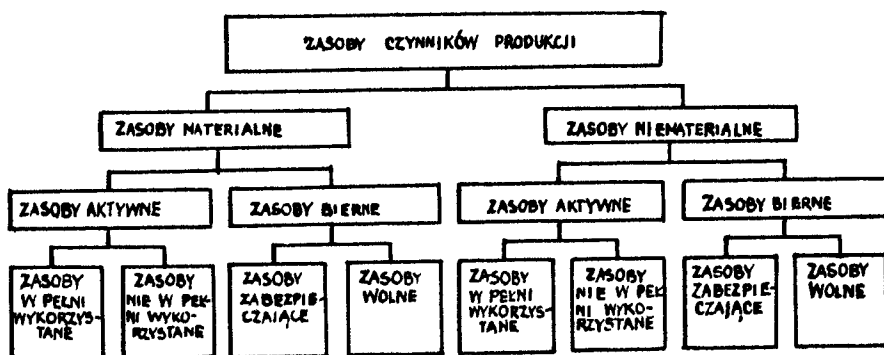 ZASOBY CZYNNIKÓW PRODUKCJI
ZASOBY MATERIALNE
ZASOBY NIEMATERIALNE
ZASOBY AKTYWNE
ZASOBY BIERNE
ZASOBY AKTYWNE
ZASOBY BIERNE
ZASOBY
W PEŁNI
WYKORZYS-
TANE
ZASOBY
NIE W PEŁ-
NI WYKO-
RZYSTANE
ZASOBY
ZABEZPIE-
CZAJĄCE
ZASOBY
WOLNE
ZASOBY
W PEŁNI
WYKORZYS-
TANE
ZASOBY
NIE W PEŁ
NI WYKO-
RZYSTANE
ZASOBY
ZABEZPIE-
CZAJĄCE
ZASOBY
WOLNE